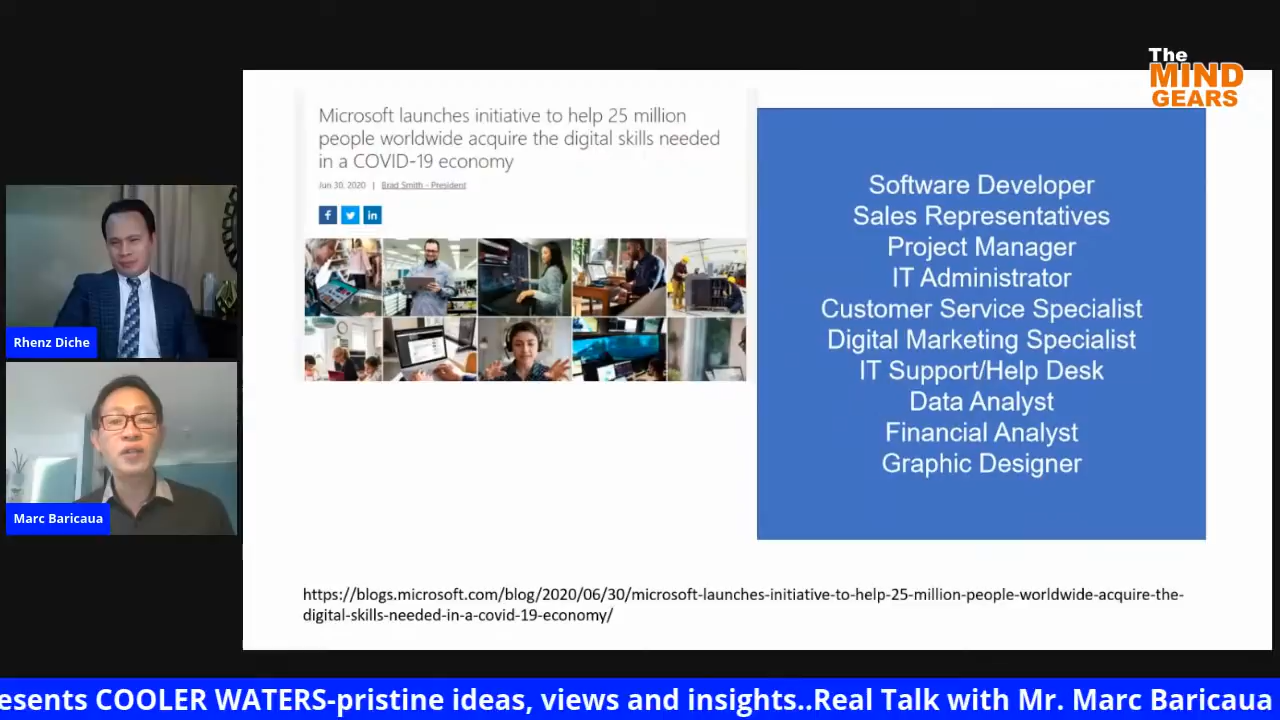 The
MIND
GEARS
Microsoft launches initiative to help 25 million
people worldwide acquire the digital skills needed
in a COVID-19 economy
Jun 30, 2020 | Brad Smith - President
f in
Software Developer
Sales Representatives
Project Manager
IT Administrator
Customer Service Specialist
Digital Marketing Specialist
IT Support/Help Desk
Data Analyst
Financial Analyst
Graphic Designer
Rhenz Diche
Marc Baricaua
https://blogs.microsoft.com/blog/2020/06/30/microsoft-launches-initiative-to-help-25-million-people-worldwide-acquire-the-
digital-skills-needed-in-a-covid-19-economy/
esents COOLER WATERS-pristine ideas, views and insights..Real Talk with Mr. Marc Baricaua